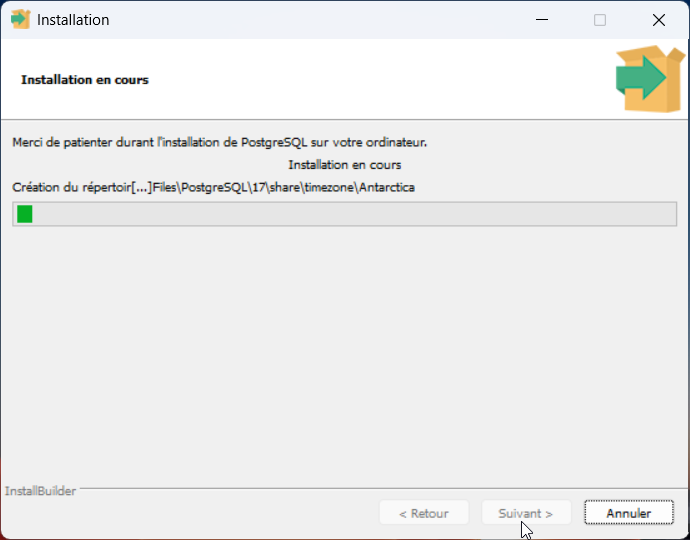 Installation
Installation en cours
Merci de patienter durant l'installation de PostgreSQL sur votre ordinateur.
Installation en cours
Création du répertoir[...]Files\PostgreSQL\17\share\timezone\Antarctica
InstallBuilder
< Retour
Suivant >
Annuler